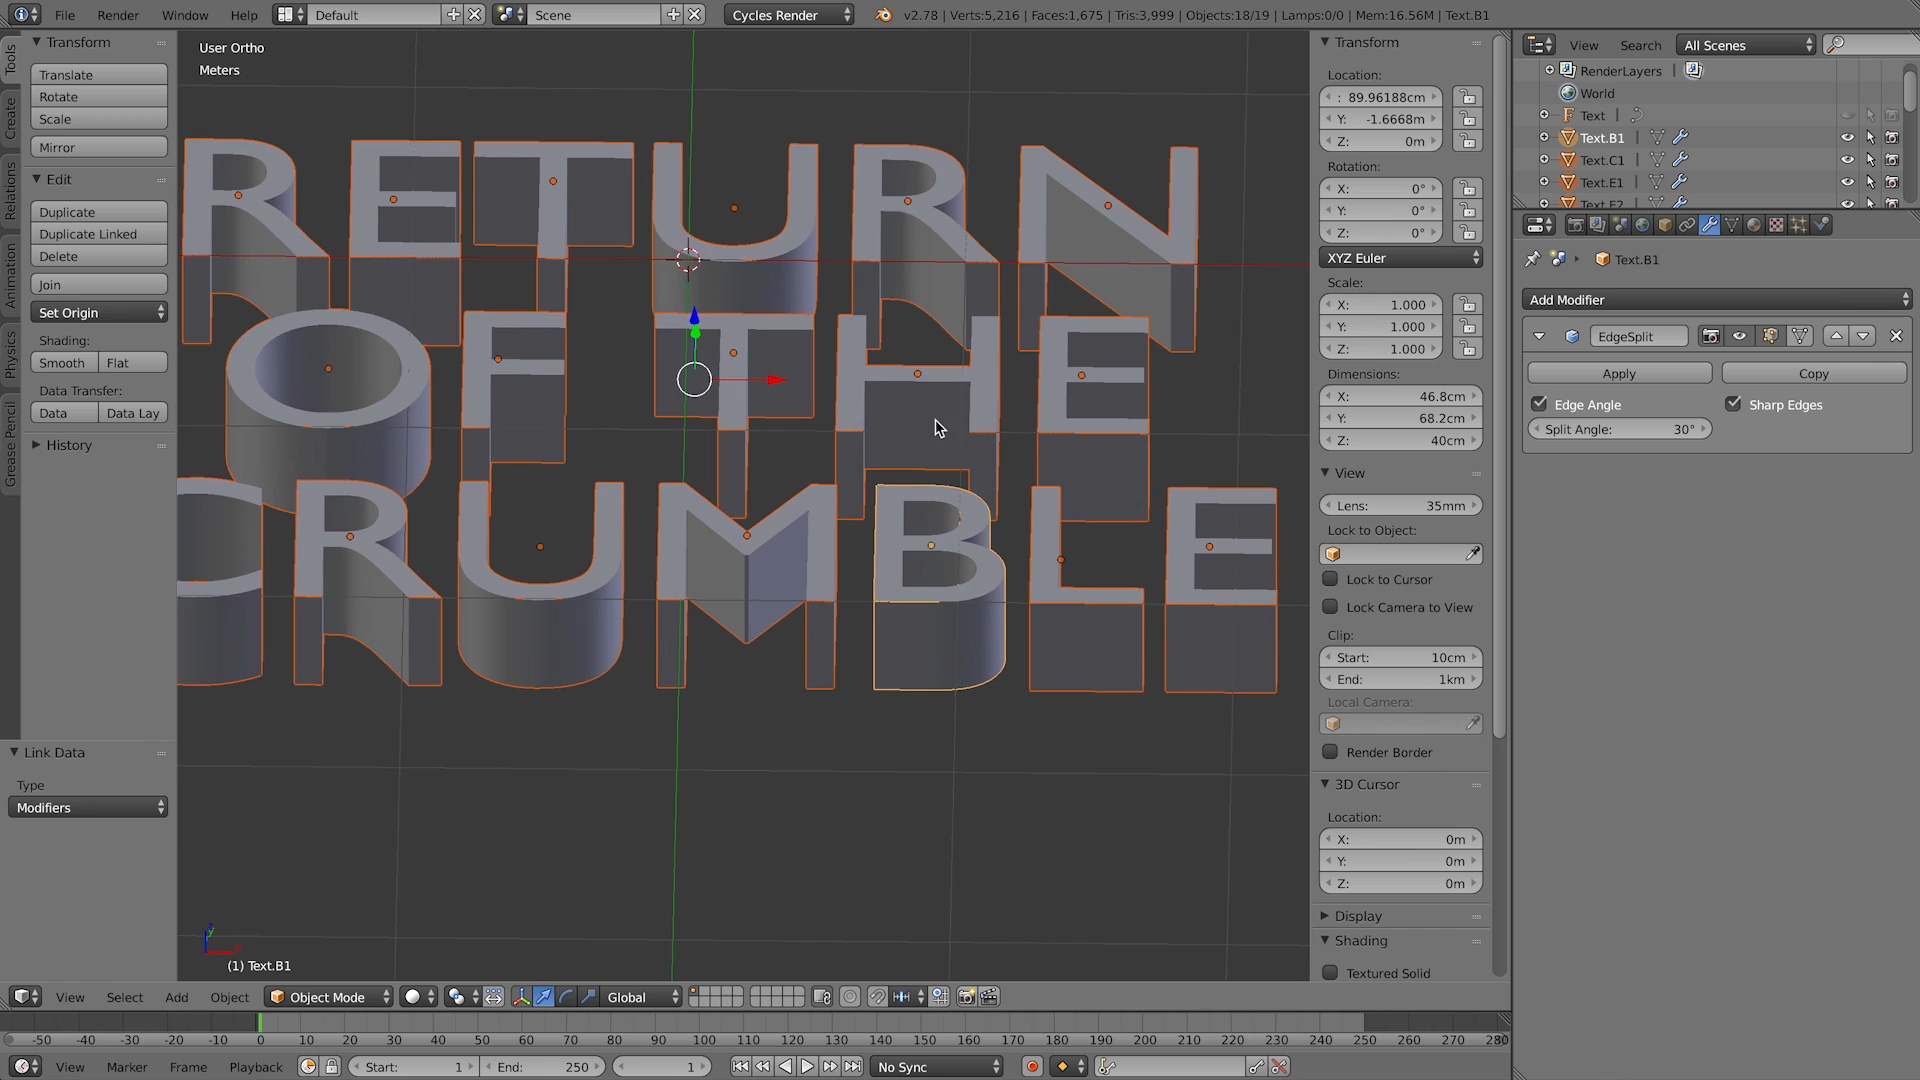 File Render Window Help Default Scene Cycles Render v2.78 | Verts:5,216 | Faces:1,675 | Tris:3,999 | Objects:18/19 | Lamps:0/0 | Mem:16.56M | Text.B1
Tools
Create
Relations
Animation
Physics
Grease Pencil
Transform
Translate
Rotate
Scale
Mirror
Edit
Duplicate
Duplicate Linked
Delete
Join
Set Origin
Shading:
Smooth Flat
Data Transfer:
Data Data Lay
History
Link Data
Type
Modifiers
User Ortho
Meters
RETURN
OF THE
CRUMBLE
(1) Text.B1
Transform
Location:
: 89.96188cm
Y: -1.6668m
Z: 0m
Rotation:
X: 0°
Y: 0°
Z: 0°
XYZ Euler
Scale:
X: 1.000
Y: 1.000
Z: 1.000
Dimensions:
X: 46.8cm
Y: 68.2cm
Z: 40cm
View
Lens: 35mm
Lock to Object:
Lock to Cursor
Lock Camera to View
Clip:
Start: 10cm
End: 1km
Local Camera:
Render Border
3D Cursor
Location:
X: 0m
Y: 0m
Z: 0m
Display
Shading
Textured Solid
View Search All Scenes
RenderLayers |
World
Text |
Text.B1 |
Text.C1 |
Text.E1 |
Text.E2 |
Text.B1
Add Modifier
EdgeSplit
Apply Copy
Edge Angle Sharp Edges
Split Angle: 30°
View Select Add Object Object Mode Global
-50 -40 -30 -20 -10 0 10 20 30 40 50 60 70 80 90 100 110 120 130 140 150 160 170 180 190 200 210 220 230 240 250 260 270 280
View Marker Frame Playback Start: 1 End: 250 1 No Sync